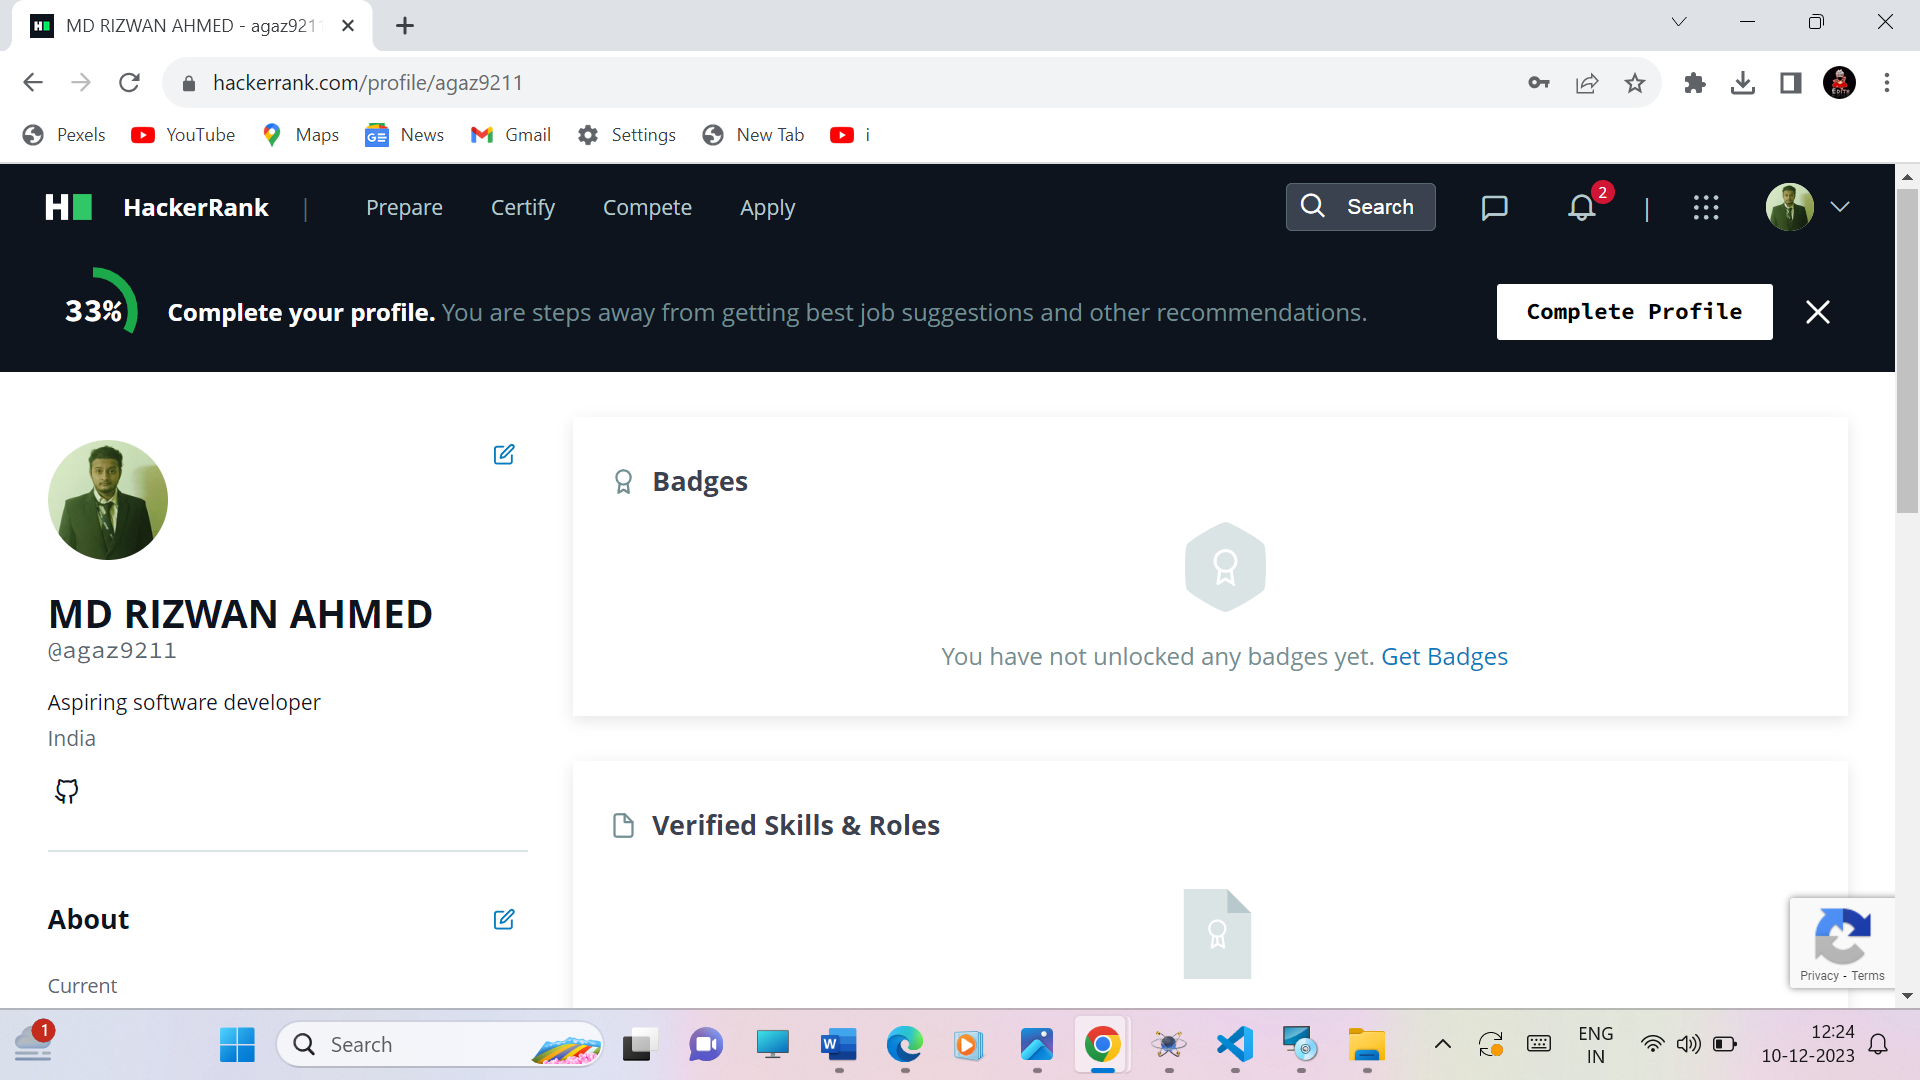 MD RIZWAN AHMED - agaz921
hackerrank.com/profile/agaz9211
Pexels YouTube Maps News Gmail Settings New Tab i
HackerRank | Prepare Certify Compete Apply Search 2 |
33% Complete your profile. You are steps away from getting best job suggestions and other recommendations. Complete Profile
MD RIZWAN AHMED
@agaz9211
Aspiring software developer
India
About
Current
Badges
You have not unlocked any badges yet. Get Badges
Verified Skills & Roles
Privacy - Terms
1 Search ENG 12:24
IN 10-12-2023